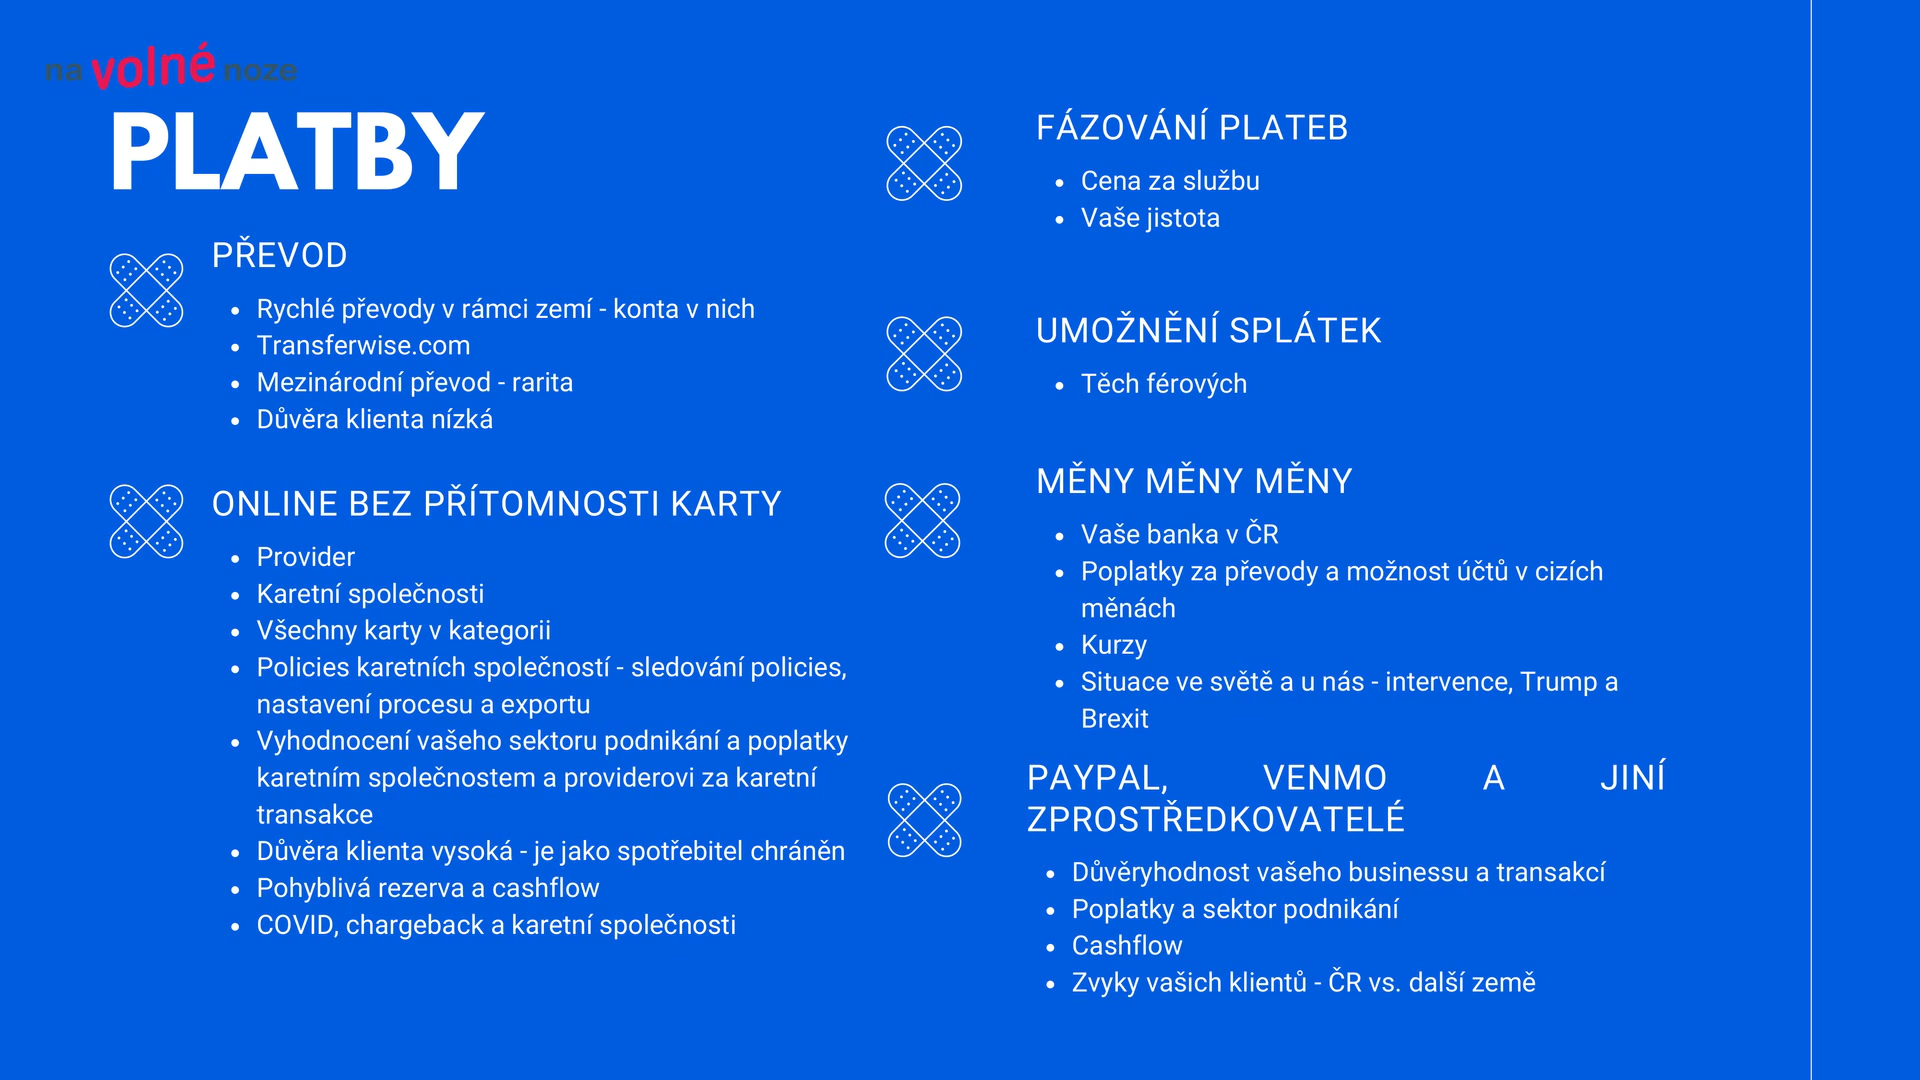 na volné noze
PLATBY
PŘEVOD
• Rychlé převody v rámci zemí - konta v nich
• Transferwise.com
• Mezinárodní převod - rarita
• Důvěra klienta nízká
ONLINE BEZ PŘÍTOMNOSTI KARTY
• Provider
• Karetní společnosti
• Všechny karty v kategorii
• Policies karetních společností - sledování policies,
nastavení procesu a exportu
• Vyhodnocení vašeho sektoru podnikání a poplatky
karetním společnostem a providerovi za karetní
transakce
• Důvěra klienta vysoká - je jako spotřebitel chráněn
• Pohyblivá rezerva a cashflow
• COVID, chargeback a karetní společnosti
FÁZOVÁNÍ PLATEB
• Cena za službu
• Vaše jistota
UMOŽNĚNÍ SPLÁTEK
• Těch férových
MĚNY MĚNY MĚNY
• Vaše banka v ČR
• Poplatky za převody a možnost účtů v cizích
měnách
• Kurzy
• Situace ve světě a u nás - intervence, Trump a
Brexit
PAYPAL, VENMO A JINÍ
ZPROSTŘEDKOVATELÉ
• Důvěryhodnost vašeho businessu a transakcí
• Poplatky a sektor podnikání
• Cashflow
• Zvyky vašich klientů - ČR vs. další země